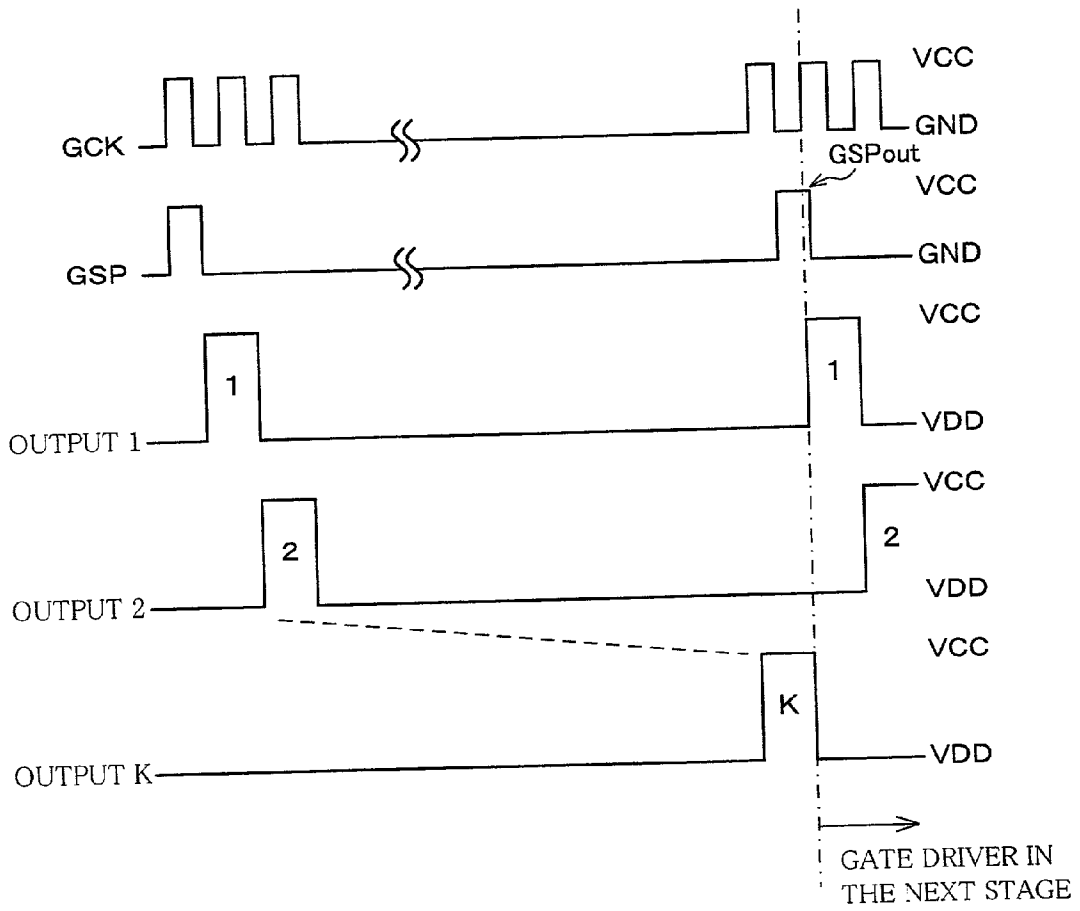 VCC
GCK
GND
GSPout
VCC
GSP
GND
VCC
1
1
OUTPUT 1
VDD
VCC
2
2
OUTPUT 2
VDD
VCC
K
OUTPUT K
VDD
GATE DRIVER IN
THE NEXT STAGE